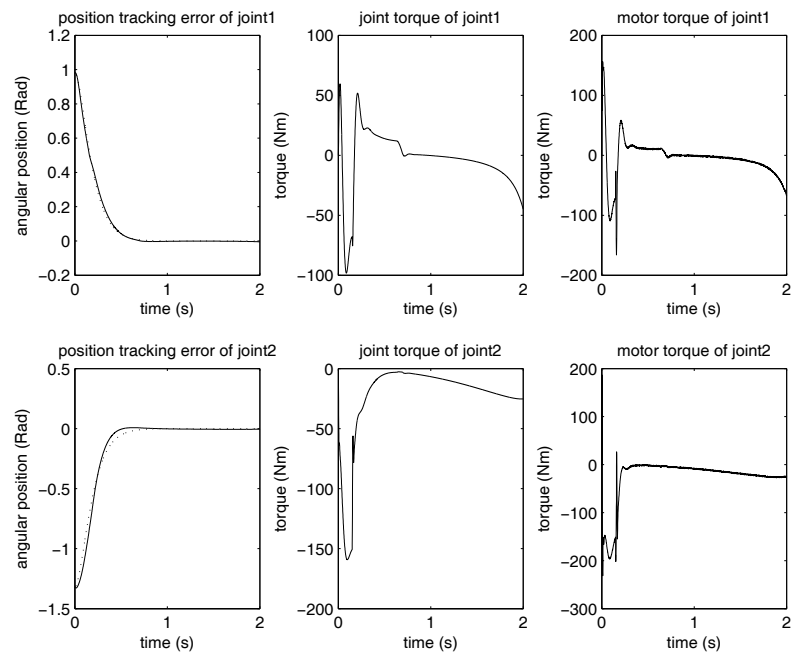 position tracking error of joint1
1.2
1
0.8
0.6
0.4
0.2
0
−0.2
angular position (Rad)
0
1
2
time (s)
joint torque of joint1
100
50
0
−50
−100
torque (Nm)
0
1
2
time (s)
motor torque of joint1
200
100
0
−100
−200
torque (Nm)
0
1
2
time (s)
position tracking error of joint2
0.5
0
−0.5
−1
−1.5
angular position (Rad)
0
1
2
time (s)
joint torque of joint2
0
−50
−100
−150
−200
torque (Nm)
0
1
2
time (s)
motor torque of joint2
200
100
0
−100
−200
−300
torque (Nm)
0
1
2
time (s)